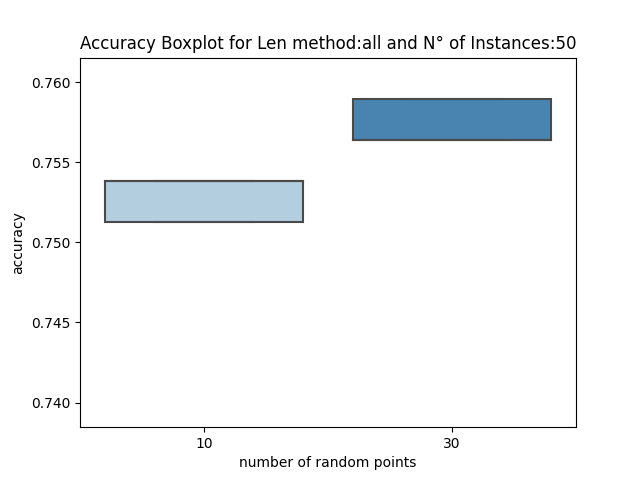 Accuracy Boxplot for Len method:all and N° of Instances:50
0.760
0.755
0.750
0.745
0.740
accuracy
10
30
number of random points